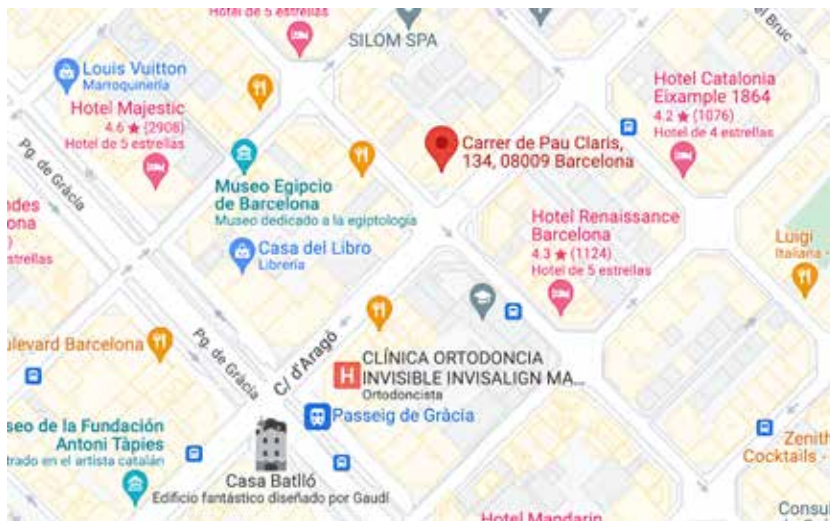 Hotel de 5 estrellas
SILOM SPA
el Bruc
Louis Vuitton
Marroquinería
Hotel Majestic
4.6 ★ (2908)
Hotel de 5 estrellas
Hotel Catalonia
Eixample 1864
4.2 ★ (1076)
Hotel de 4 estrellas
Carrer de Pau Claris,
134, 08009 Barcelona
Pg. de Gràcia
Museo Egipcio
de Barcelona
Museo dedicado a la egiptología
ndes
ona
)
strellas
Hotel Renaissance
Barcelona
4.3 ★ (1124)
Hotel de 5 estrellas
Casa del Libro
Librería
Luigi
Italiana -
ulevard Barcelona
Pg. de Gràcia
C/ d'Aragó
H
CLÍNICA ORTODONCIA
INVISIBLE INVISALIGN MA...
Ortodoncista
Passeig de Gràcia
seo de la Fundación
Antoni Tàpies
trado en el artista catalán
Casa Batlló
Edificio fantástico diseñado por Gaudí
Zenith
Cocktails -
Hotel Mandarin
Consu